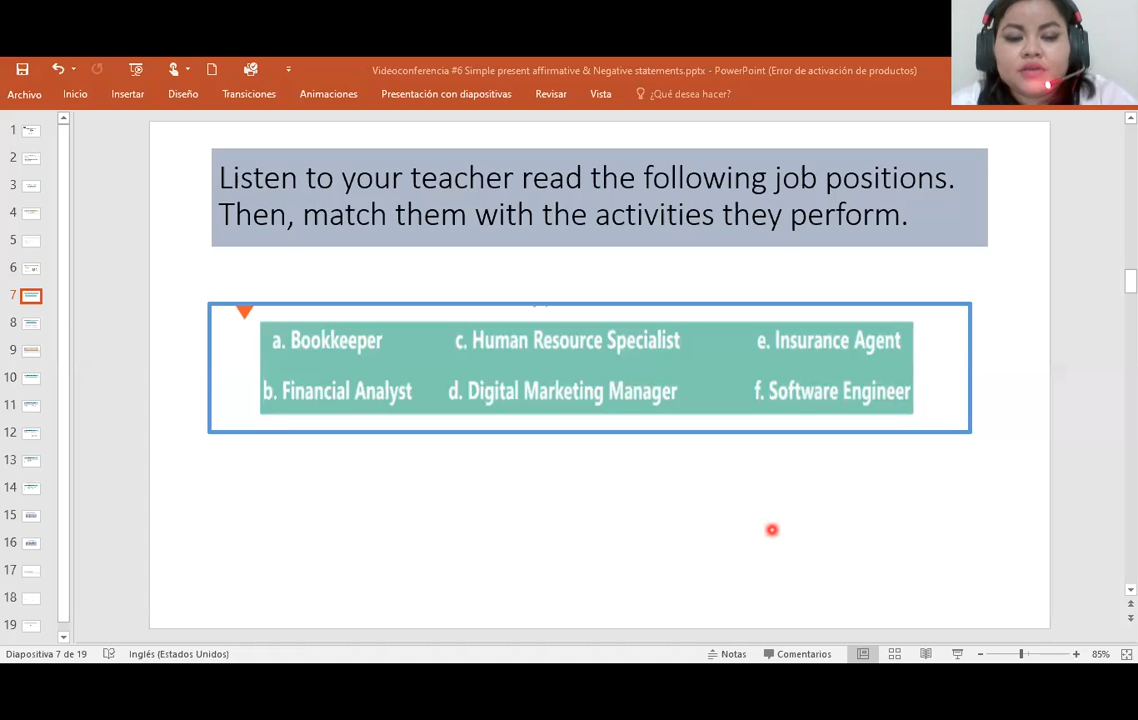 Videoconferencia #6 Simple present affirmative & Negative statements.pptx - PowerPoint (Error de activación de productos)
Archivo Inicio Insertar Diseño Transiciones Animaciones Presentación con diapositivas Revisar Vista ¿Qué desea hacer?
1
2
3
4
5
6
7
8
9
10
11
12
13
14
15
16
17
18
19
Listen to your teacher read the following job positions.
Then, match them with the activities they perform.
a. Bookkeeper c. Human Resource Specialist e. Insurance Agent
b. Financial Analyst d. Digital Marketing Manager f. Software Engineer
Diapositiva 7 de 19 Inglés (Estados Unidos) Notas Comentarios 85%